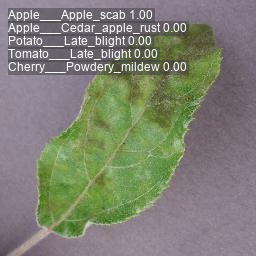 Apple___Apple_scab 1.00
Apple___Cedar_apple_rust 0.00
Potato___Late_blight 0.00
Tomato___Late_blight 0.00
Cherry___Powdery_mildew 0.00